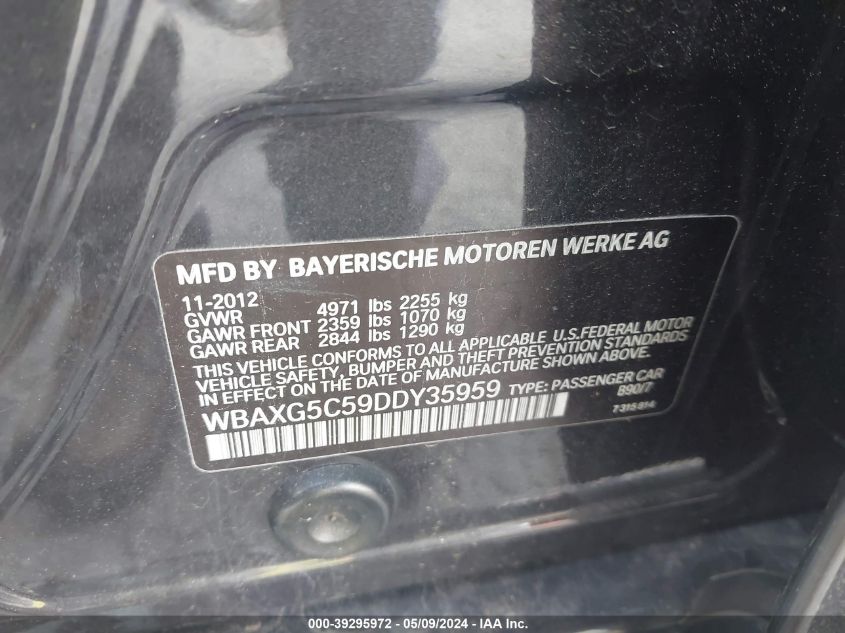 MFD BY BAYERISCHE MOTOREN WERKE AG
11-2012
GVWR 4971 lbs 2255 kg
GAWR FRONT 2359 lbs 1070 kg
GAWR REAR 2844 lbs 1290 kg
THIS VEHICLE CONFORMS TO ALL APPLICABLE U.S.FEDERAL MOTOR
VEHICLE SAFETY, BUMPER AND THEFT PREVENTION STANDARDS
IN EFFECT ON THE DATE OF MANUFACTURE SHOWN ABOVE.
WBAXG5C59DDY35959 TYPE: PASSENGER CAR
B90/7
7 315 914
000-39295972 / 05/09/2024 - IAA Inc.